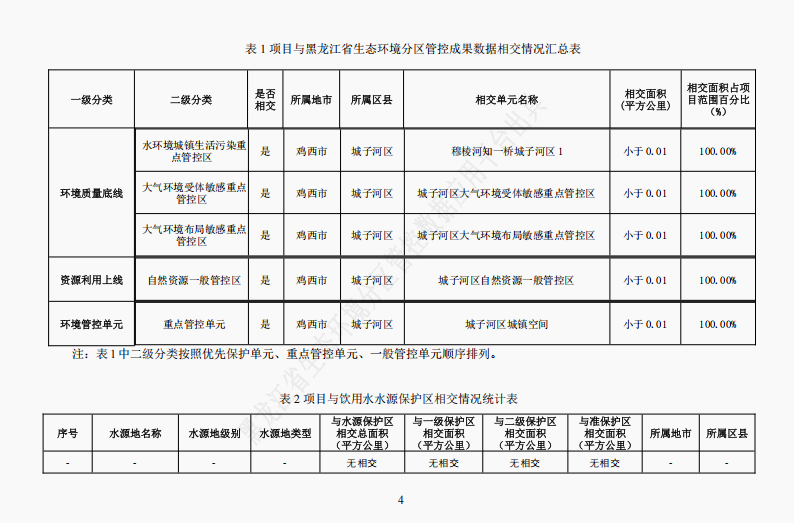 表 1 项目与黑龙江省生态环境分区管控成果数据相交情况汇总表
一级分类 二级分类 是否相交 所属地市 所属区县 相交单元名称 相交面积(平方公里) 相交面积占项目范围百分比（%）
环境质量底线 水环境城镇生活污染重点管控区 是 鸡西市 城子河区 穆棱河知一桥城子河区 1 小于 0.01 100.00%
大气环境受体敏感重点管控区 是 鸡西市 城子河区 城子河区大气环境受体敏感重点管控区 小于 0.01 100.00%
大气环境布局敏感重点管控区 是 鸡西市 城子河区 城子河区大气环境布局敏感重点管控区 小于 0.01 100.00%
资源利用上线 自然资源一般管控区 是 鸡西市 城子河区 城子河区自然资源一般管控区 小于 0.01 100.00%
环境管控单元 重点管控单元 是 鸡西市 城子河区 城子河区城镇空间 小于 0.01 100.00%
注：表 1 中二级分类按照优先保护单元、重点管控单元、一般管控单元顺序排列。
表 2 项目与饮用水水源保护区相交情况统计表
序号 水源地名称 水源地级别 水源地类型 与水源保护区相交总面积（平方公里） 与一级保护区相交面积（平方公里） 与二级保护区相交面积（平方公里） 与准保护区相交面积（平方公里） 所属地市 所属区县
- - - - 无相交 无相交 无相交 无相交 - -
4
黑龙江省生态环境分区管控数据应用平台出具